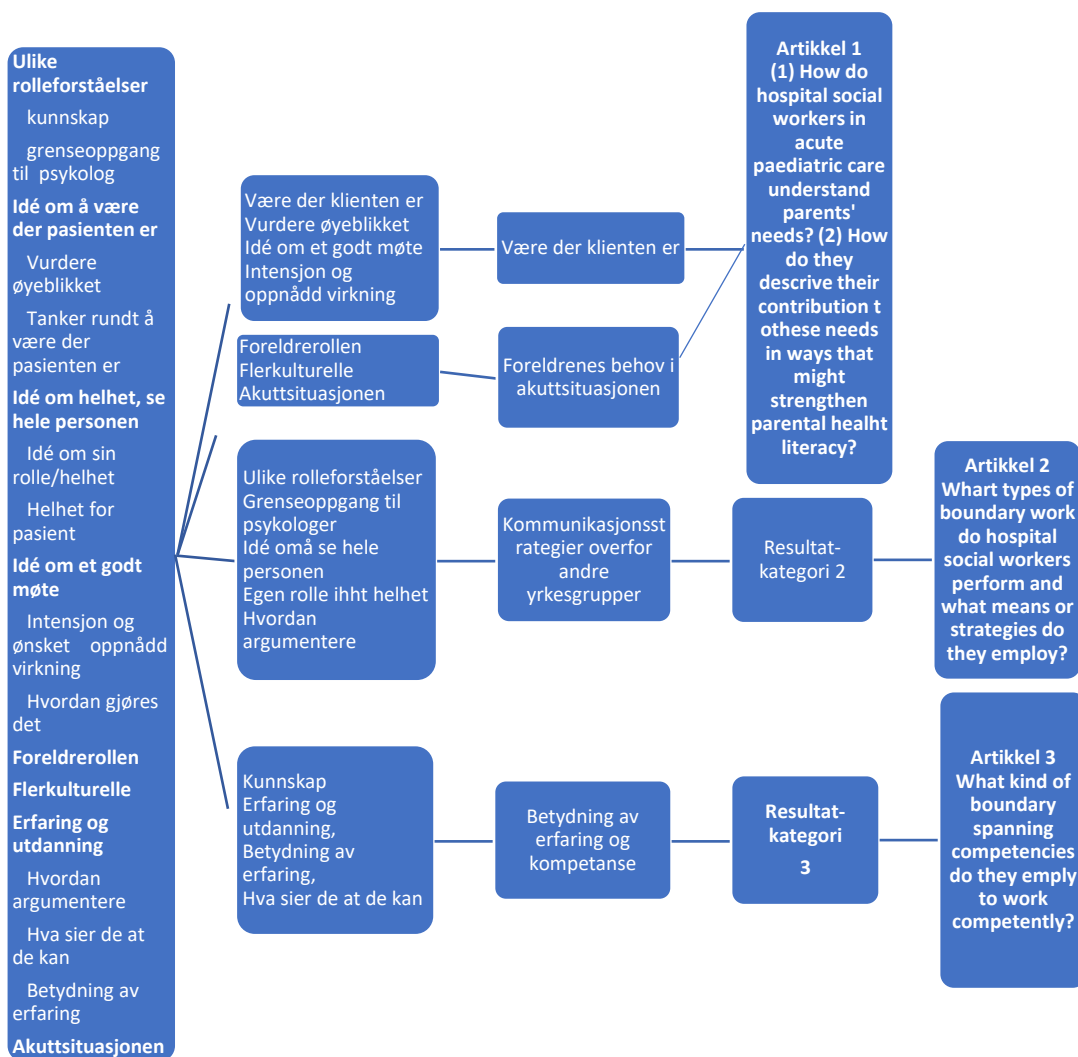 Ulike
rolleforståelser
kunnskap
grenseoppgang
til psykolog
Idé om å være
der pasienten er
Vurdere
øyeblikket
Tanker rundt å
være der
pasienten er
Idé om helhet, se
hele personen
Idé om sin
rolle/helhet
Helhet for
pasient
Idé om et godt
møte
Intensjon og
ønsket oppnådd
virkning
Hvordan gjøres
det
Foreldrerollen
Flerkulturelle
Erfaring og
utdanning
Hvordan
argumentere
Hva sier de at
de kan
Betydning av
erfaring
Akuttsituasjonen
Være der klienten er
Vurdere øyeblikket
Idé om et godt møte
Intensjon og
oppnådd virkning
Være der klienten er
Foreldrerollen
Flerkulturelle
Akuttsituasjonen
Foreldrenes behov i
akuttsituasjonen
Artikkel 1
(1) How do
hospital social
workers in
acute
paediatric care
understand
parents'
needs? (2) How
do they
descrive their
contribution t
othese needs
in ways that
might
strengthen
parental healht
literacy?
Ulike rolleforståelser
Grenseoppgang til
psykologer
Idé omå se hele
personen
Egen rolle ihht helhet
Hvordan
argumentere
Kommunikasjonsst
rategier overfor
andre
yrkesgrupper
Resultat-
kategori 2
Artikkel 2
Whart types of
boundary work
do hospital
social workers
perform and
what means or
strategies do
they employ?
Kunnskap
Erfaring og
utdanning,
Betydning av
erfaring,
Hva sier de at de kan
Betydning av
erfaring og
kompetanse
Resultat-
kategori
3
Artikkel 3
What kind of
boundary
spanning
competencies
do they emply
to work
competently?